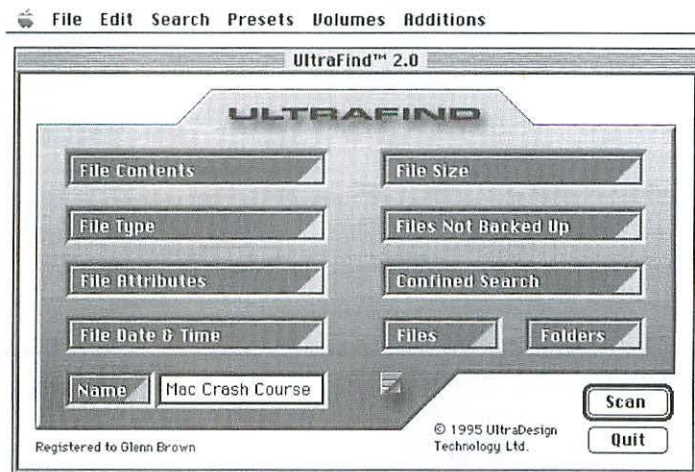 File Edit Search Presets Volumes Additions
UltraFind™ 2.0
ULTRAFIND
File Contents
File Size
File Type
Files Not Backed Up
File Attributes
Confined Search
File Date & Time
Files
Folders
Name
Mac Crash Course
Scan
Registered to Glenn Brown
© 1995 UltraDesign
Technology Ltd.
Quit